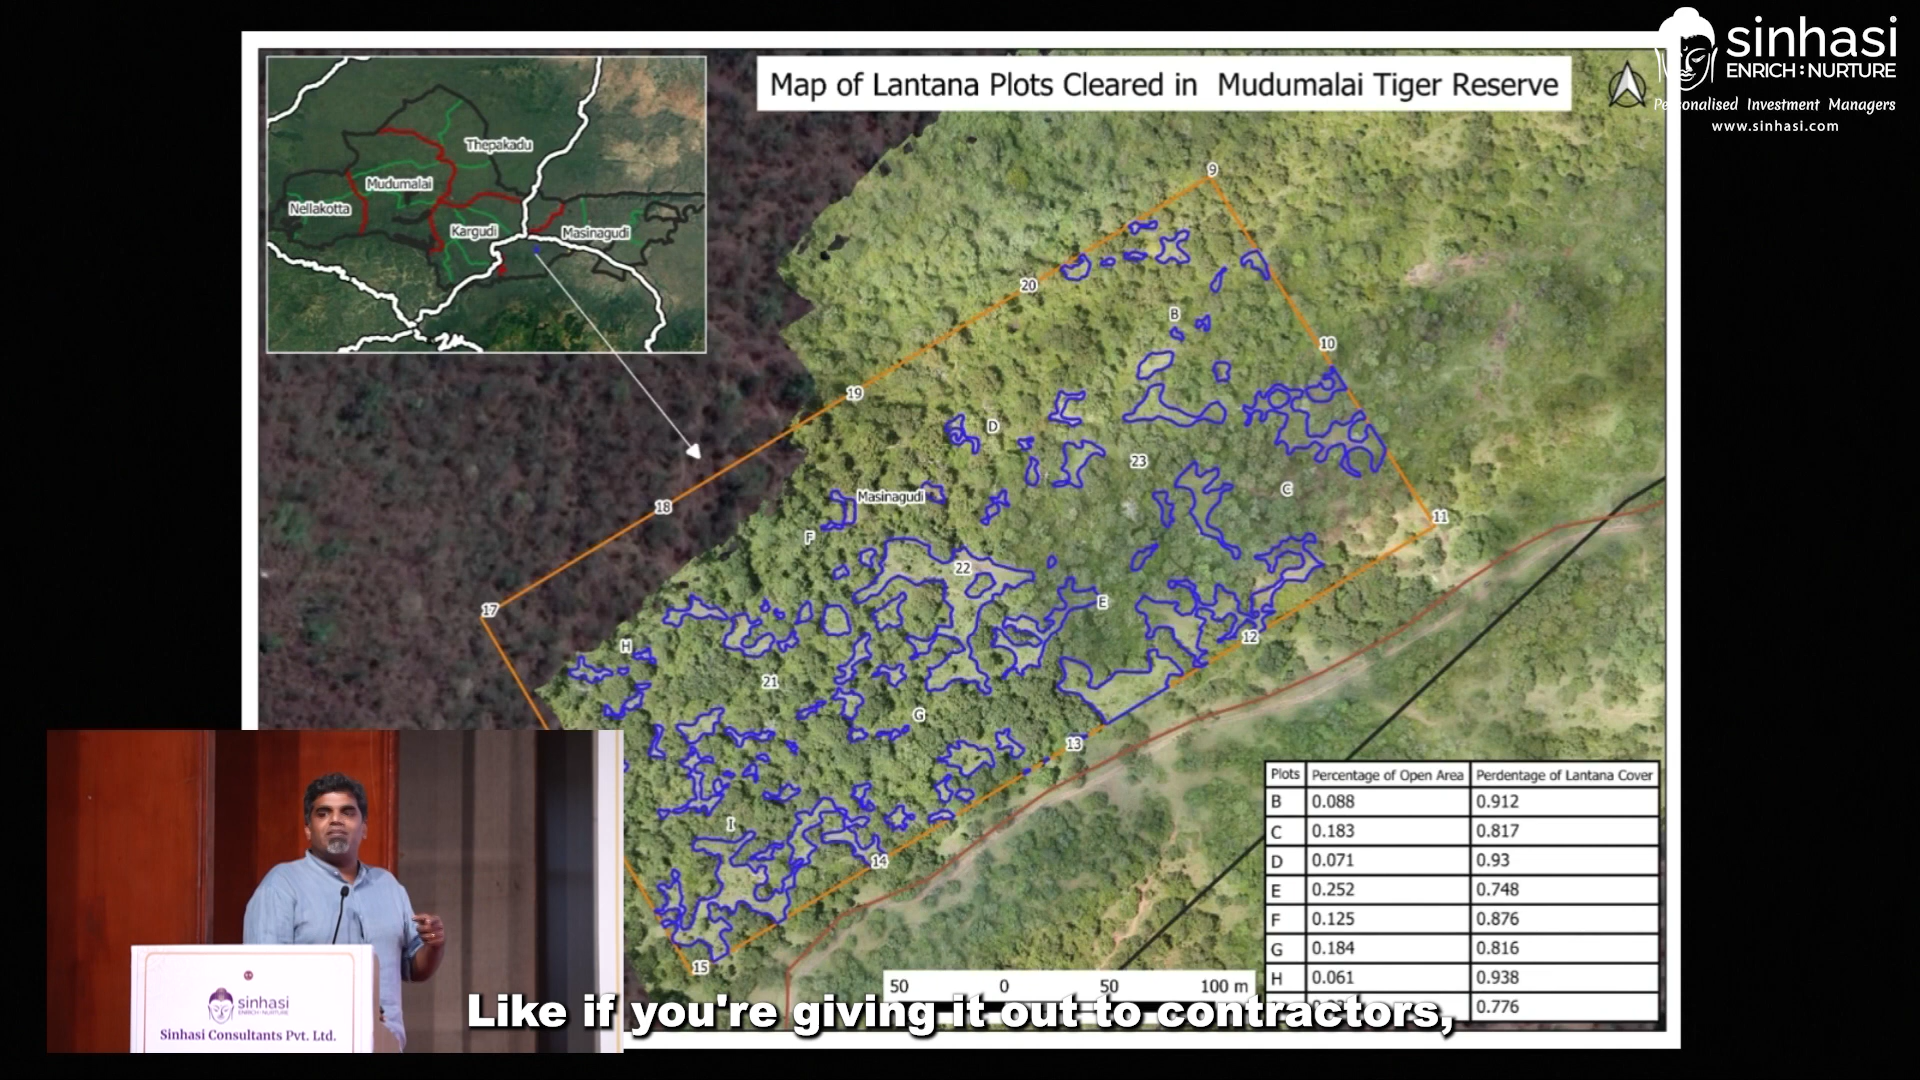 sinhasi
ENRICH : NURTURE
Personalised Investment Managers
www.sinhasi.com
Map of Lantana Plots Cleared in Mudumalai Tiger Reserve
Thepakadu
Mudumalai
Nellakotta
Kargudi
Masinagudi
9
20
B
10
19
D
23
C
Masinagudi
18
11
F
22
E
17
12
H
21
G
13
I
14
15
Plots Percentage of Open Area Perdentage of Lantana Cover
B 0.088 0.912
C 0.183 0.817
D 0.071 0.93
E 0.252 0.748
F 0.125 0.876
G 0.184 0.816
H 0.061 0.938
0.776
50 0 50 100 m
sinhasi
ENRICH : NURTURE
Sinhasi Consultants Pvt. Ltd.
Like if you're giving it out to contractors,